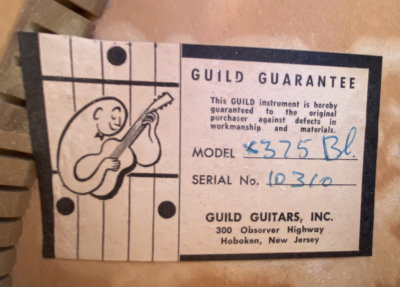 GUILD GUARANTEE
This GUILD instrument is hereby
guaranteed to the original
purchaser against defects in
workmanship and materials.
MODEL x375 Bl.
SERIAL No. 10310
GUILD GUITARS, INC.
300 Observer Highway
Hoboken, New Jersey